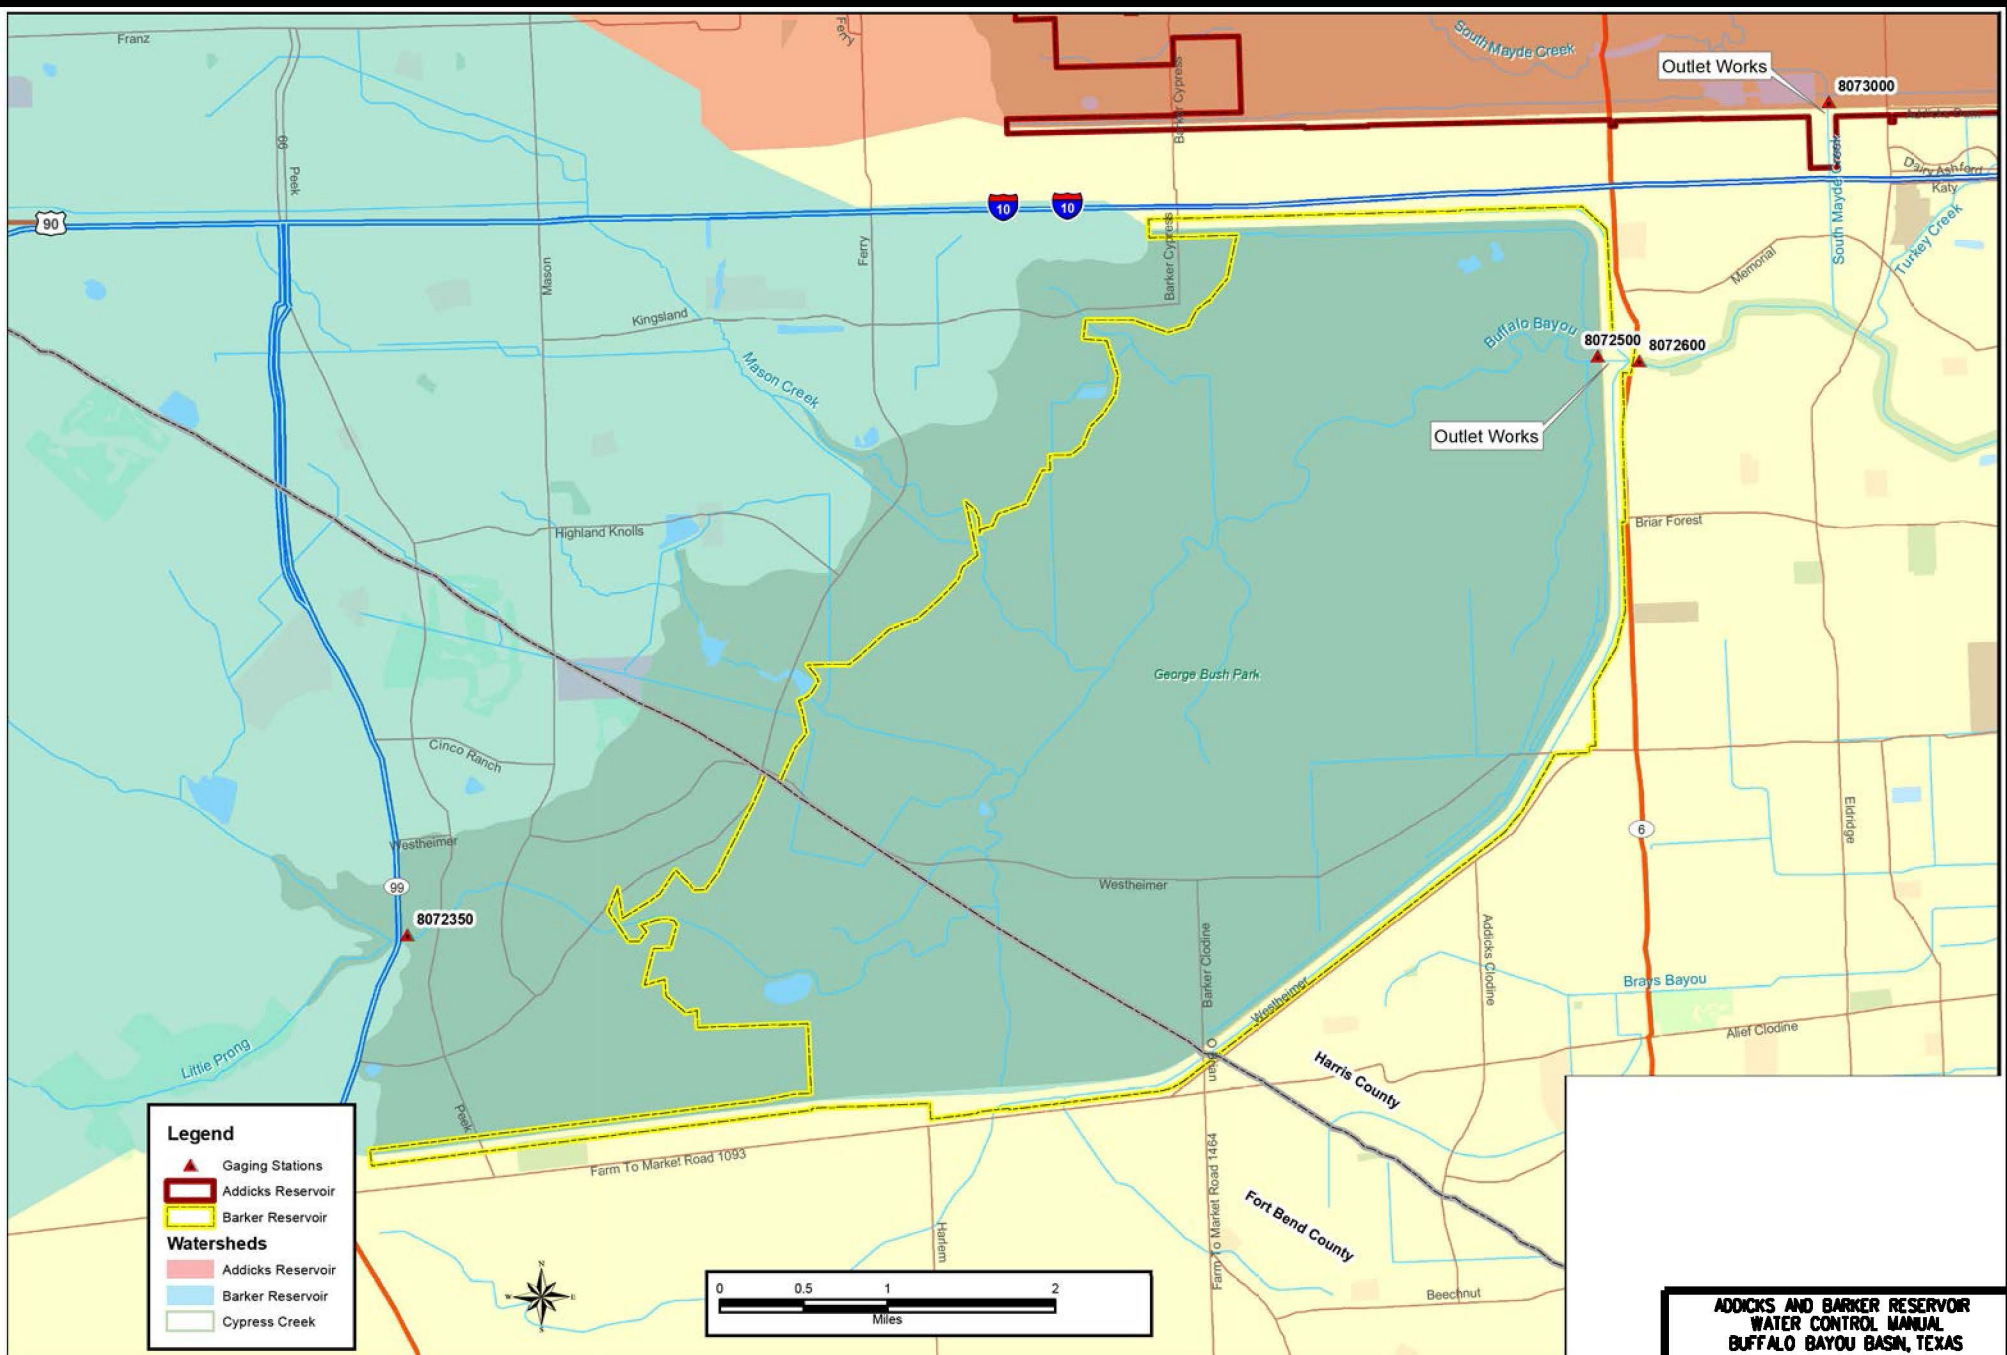 Franz
Ferry
South Mayde Creek
Outlet Works
8073000
Barker Cypress
66
Peek
South Mayde Creek
Dairy Ashford
Katy
90
10
10
Turkey Creek
Mason
Ferry
Barker Cypress
Memorial
Kingsland
Buffalo Bayou
8072500
8072600
Mason Creek
Outlet Works
Highland Knolls
Briar Forest
George Bush Park
Cinco Ranch
Westheimer
Eldridge
6
99
Westheimer
8072350
Barker Clodine
Addicks Clodine
Brays Bayou
Westheimer
Alief Clodine
Little Prong
Harris County
Peek
Farm To Market Road 1093
Farm To Market Road 1464
Fort Bend County
Harlem
Beechnut
Legend
Gaging Stations
Addicks Reservoir
Barker Reservoir
Watersheds
Addicks Reservoir
Barker Reservoir
Cypress Creek
N
W
E
S
0 0.5 1 2
Miles
ADDICKS AND BARKER RESERVOIR
WATER CONTROL MANUAL
BUFFALO BAYOU BASIN, TEXAS